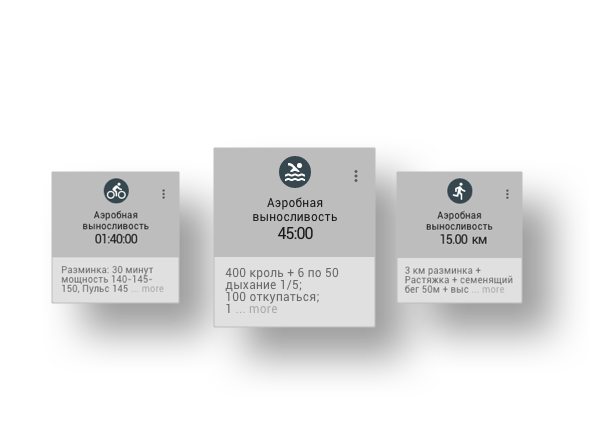 Аэробная
выносливость
01:40:00
Разминка: 30 минут
мощность 140-145-
150, Пульс 145 ... more
Аэробная
выносливость
45:00
400 кроль + 6 по 50
дыхание 1/5;
100 откупаться;
1 ... more
Аэробная
выносливость
15.00 км
3 км разминка +
Растяжка + семенящий
бег 50м + выс ... more